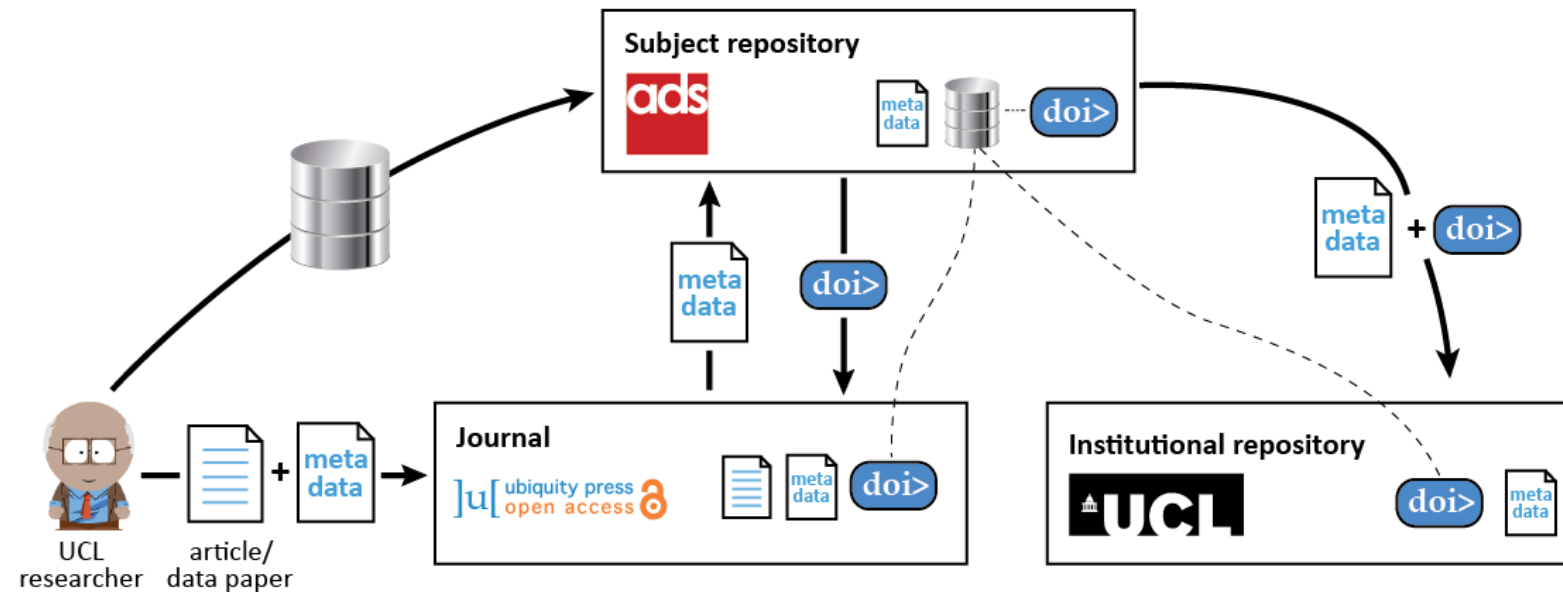 Subject repository
ads
meta
data
doi>
meta
data
+
doi>
meta
data
doi>
Journal
]u[ ubiquity press
open access
meta
data
doi>
Institutional repository
UCL
doi>
meta
data
+
meta
data
UCL
researcher
article/
data paper